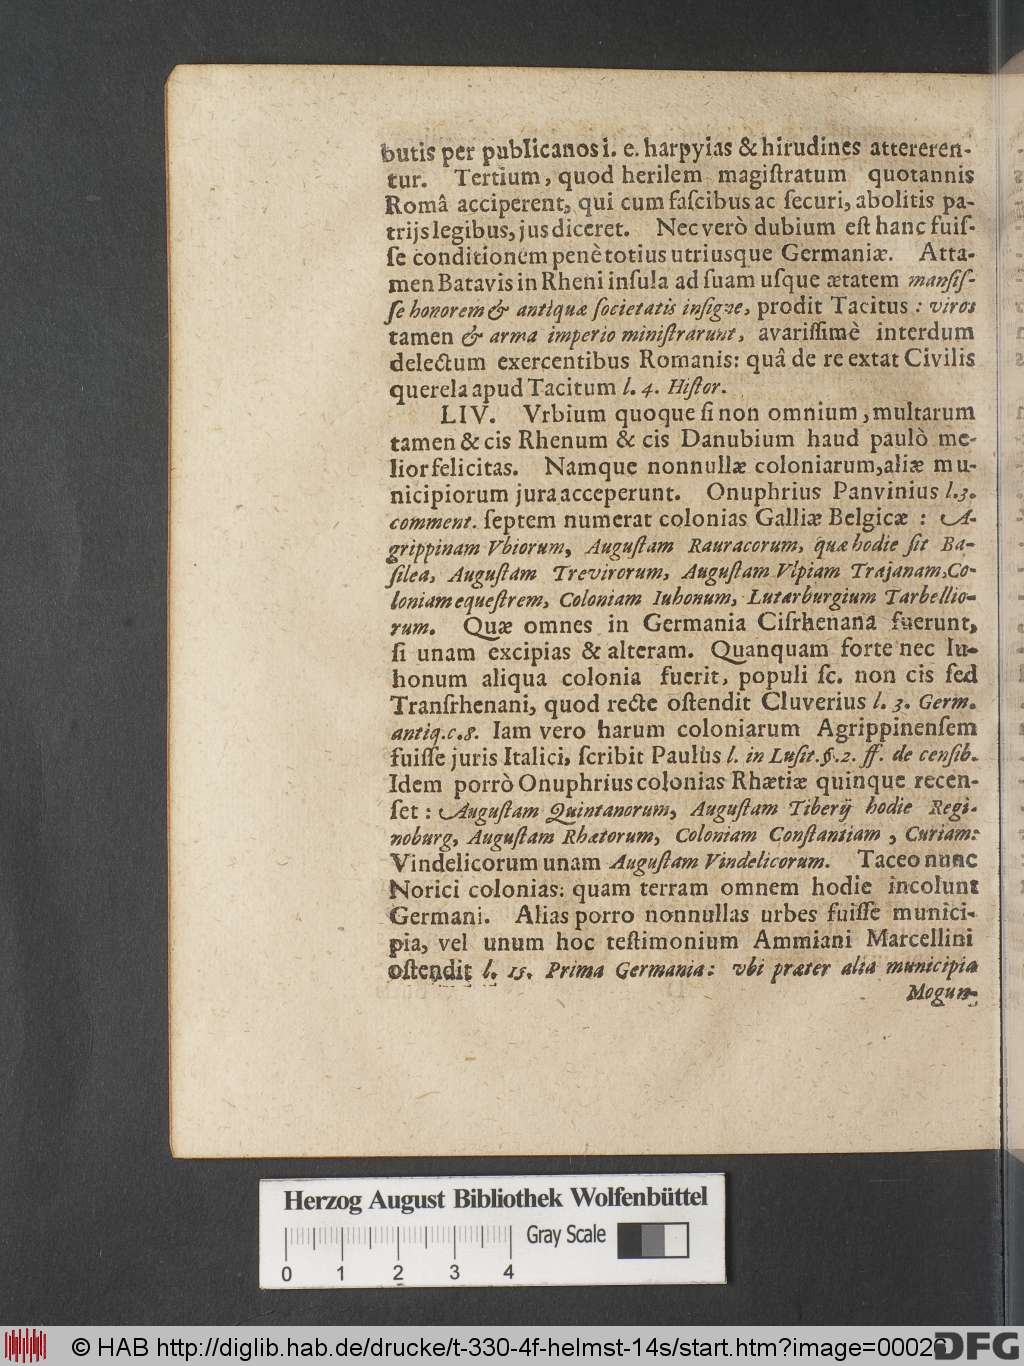 butis per publicanos i. e. harpyias & hirudines attereren-
tur. Tertium, quod herilem magiſtratum quotannis
Româ acciperent, qui cum faſcibus ac ſecuri, abolitis pa-
trijs legibus, jus diceret. Nec verò dubium eſt hanc fuiſ-
ſe conditionem penè totius utriusque Germaniæ. Atta-
men Batavis in Rheni inſula ad ſuam uſque ætatem manſiſ-
ſe honorem & antiquæ ſocietatis inſigne, prodit Tacitus : viros
tamen & arma imperio miniſtrarunt, avariſſimè interdum
delectum exercentibus Romanis: quâ de re extat Civilis
querela apud Tacitum l. 4. Hiſtor.
LIV. Vrbium quoque ſi non omnium, multarum
tamen & cis Rhenum & cis Danubium haud paulò me-
lior felicitas. Namque nonnullæ coloniarum, aliæ mu-
nicipiorum jura acceperunt. Onuphrius Panvinius l.3.
comment. ſeptem numerat colonias Galliæ Belgicæ : A-
grippinam Vbiorum, Auguſtam Rauracorum, quæ hodie ſit Ba-
ſilea, Auguſtam Trevirorum, Auguſtam Vlpiam Trajanam, Co-
loniam equeſtrem, Coloniam Iuhonum, Lutarburgium Tarbellio-
rum. Quæ omnes in Germania Ciſrhenana fuerunt,
ſi unam excipias & alteram. Quanquam forte nec Iu-
honum aliqua colonia fuerit, populi ſc. non cis ſed
Tranſrhenani, quod recte oſtendit Cluverius l. 3. Germ.
antiq.c.8. Iam vero harum coloniarum Agrippinenſem
fuiſſe juris Italici, ſcribit Paulus l. in Luſit.§.2. ff. de cenſib.
Idem porrò Onuphrius colonias Rhætiæ quinque recen-
ſet : Auguſtam Quintanorum, Auguſtam Tiberij hodie Regi-
noburg, Auguſtam Rhætorum, Coloniam Conſtantiam , Curiam:
Vindelicorum unam Auguſtam Vindelicorum. Taceo nunc
Norici colonias: quam terram omnem hodie incolunt
Germani. Alias porro nonnullas urbes fuiſſe munici-
pia, vel unum hoc teſtimonium Ammiani Marcellini
oſtendit l. 15. Prima Germania: vbi præter alia municipia
Mogun-
Herzog August Bibliothek Wolfenbüttel
Gray Scale
0 1 2 3 4
© HAB http://diglib.hab.de/drucke/t-330-4f-helmst-14s/start.htm?image=00026
DFG